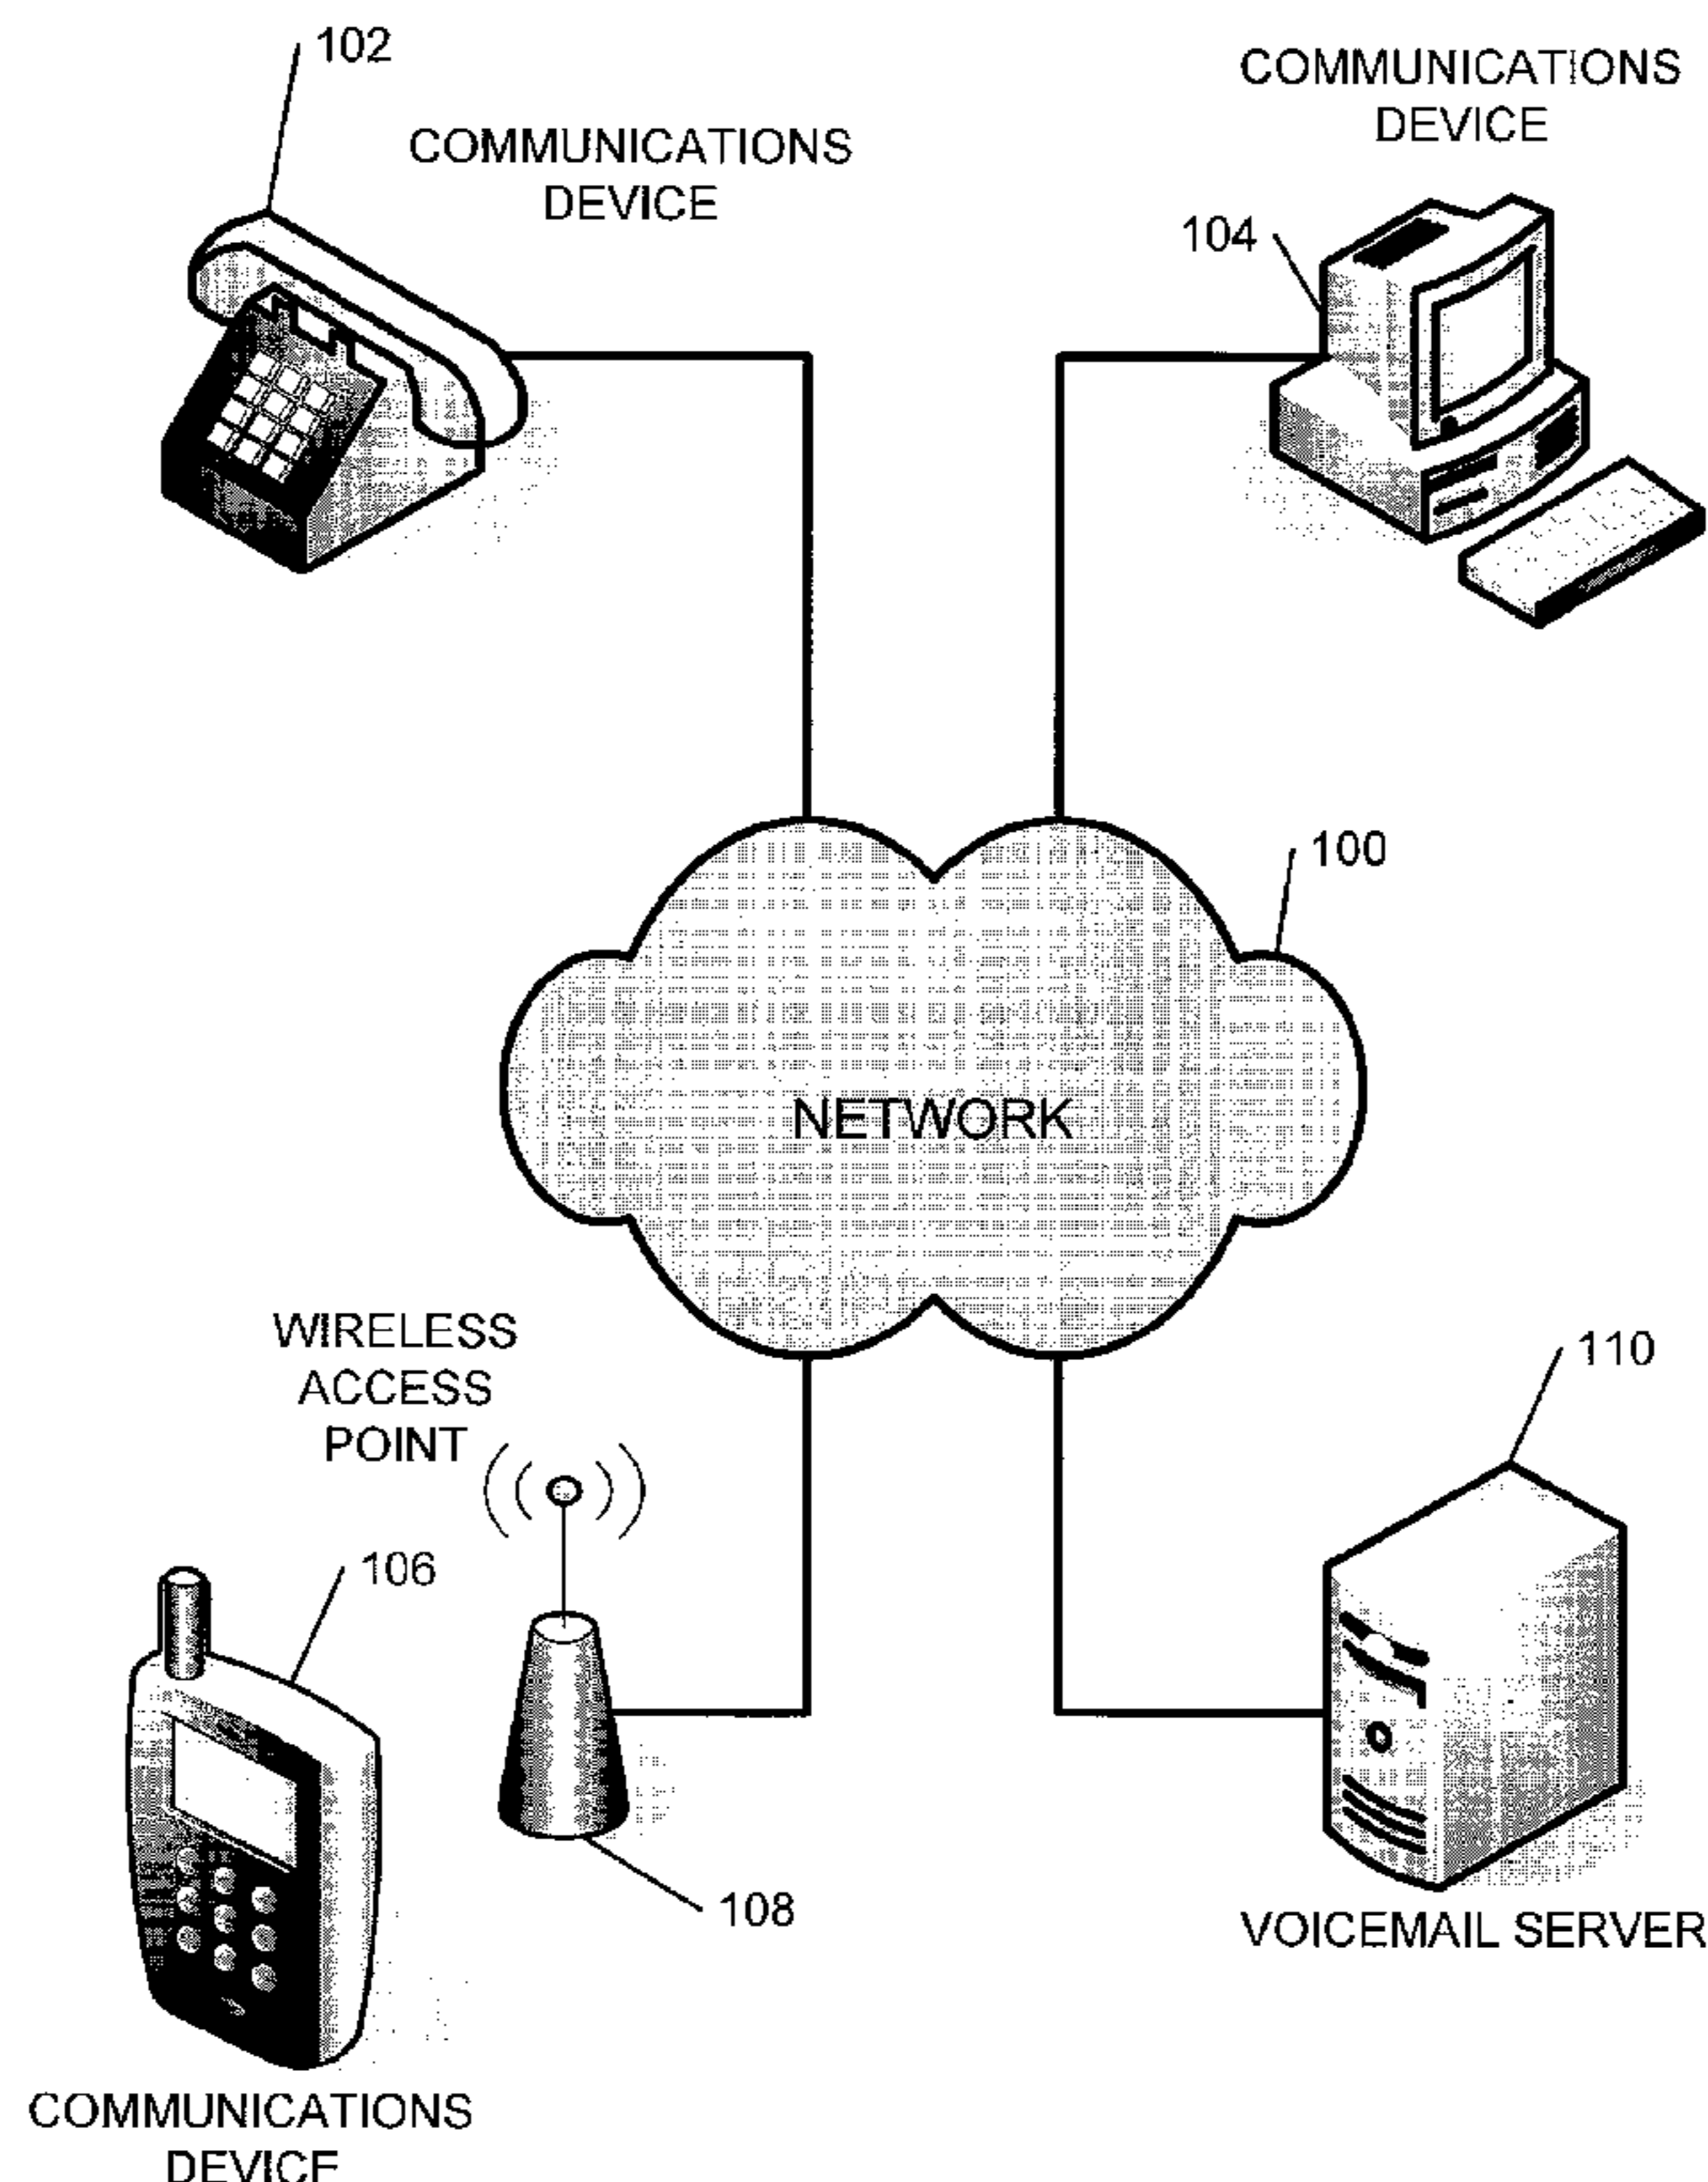 102
COMMUNICATIONS
DEVICE
COMMUNICATIONS
DEVICE
104
100
NETWORK
WIRELESS
ACCESS
POINT
110
106
108
VOICEMAIL SERVER
COMMUNICATIONS
DEVICE